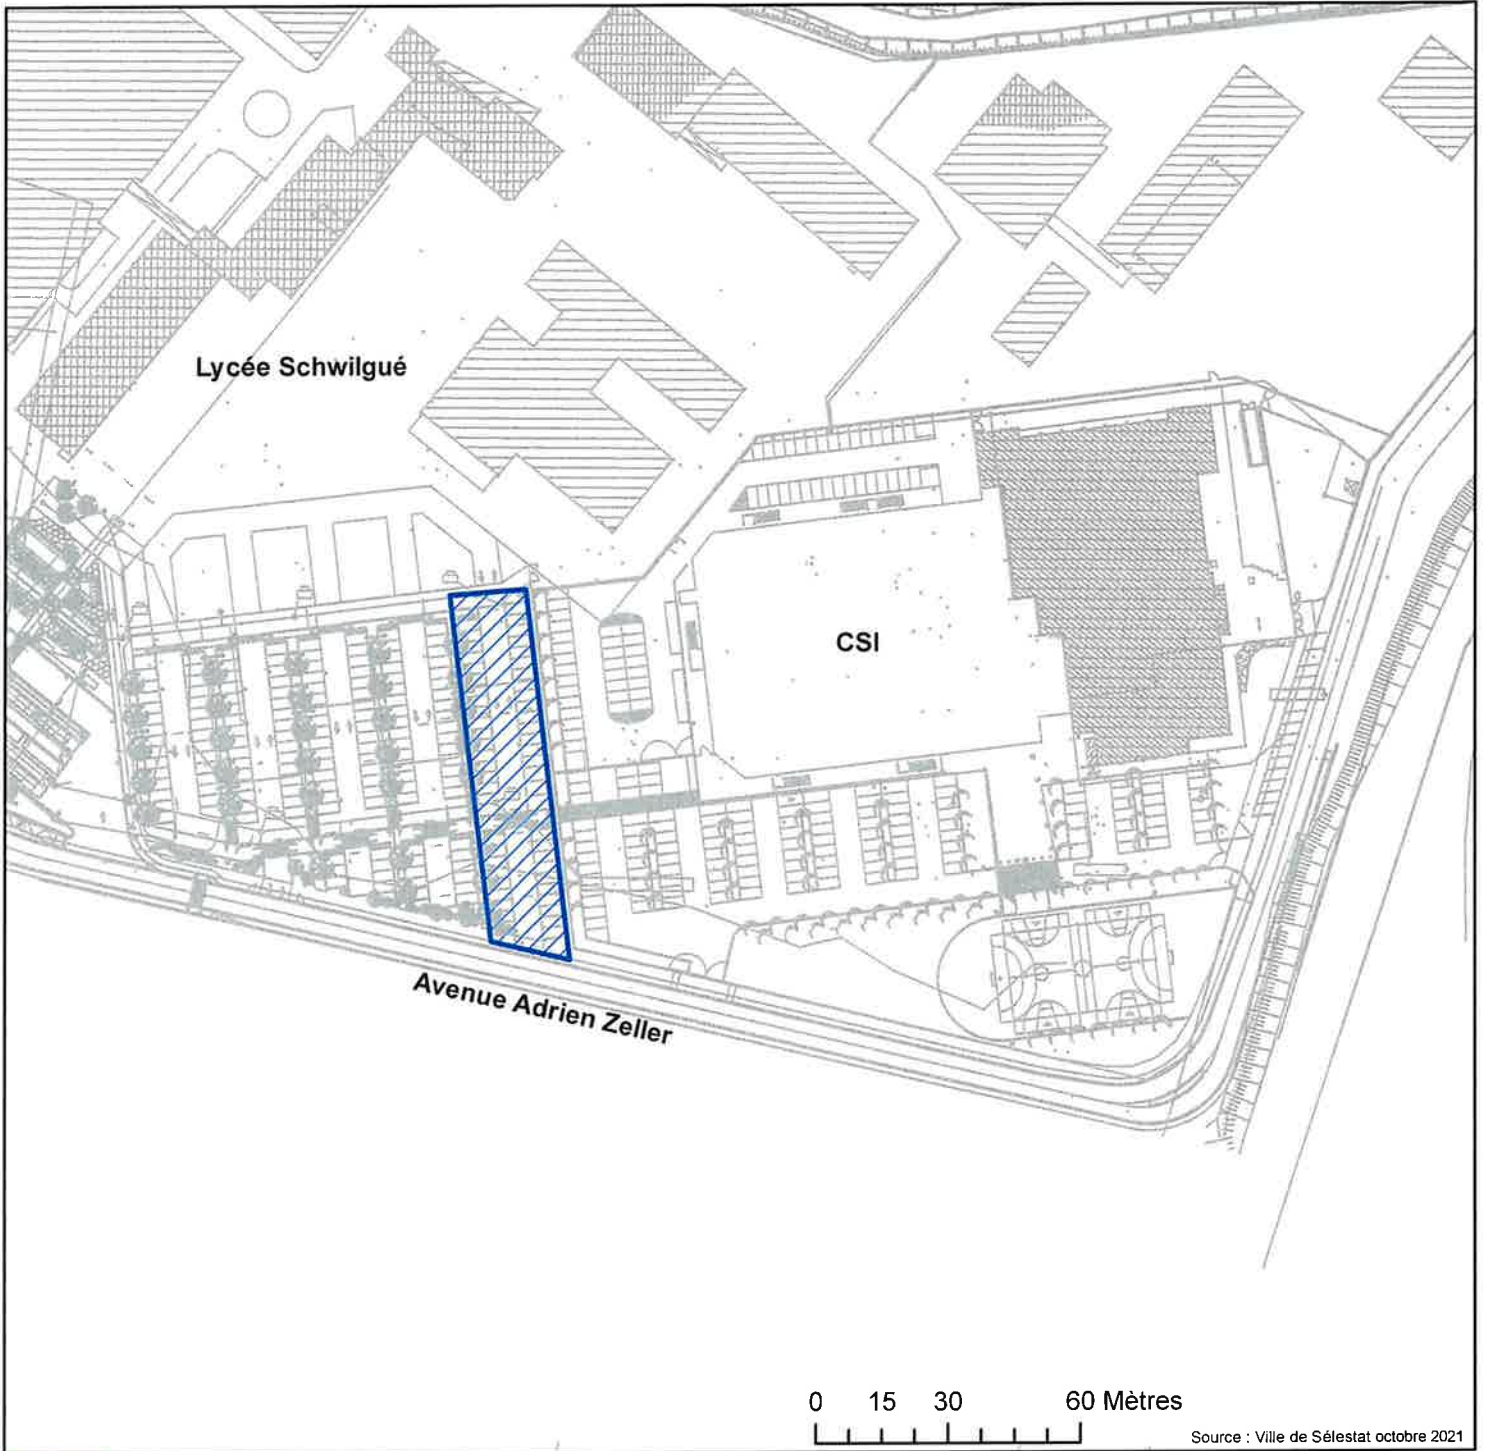 Lycée Schwilgué
CSI
Avenue Adrien Zeller
0 15 30 60 Mètres
Source : Ville de Sélestat octobre 2021